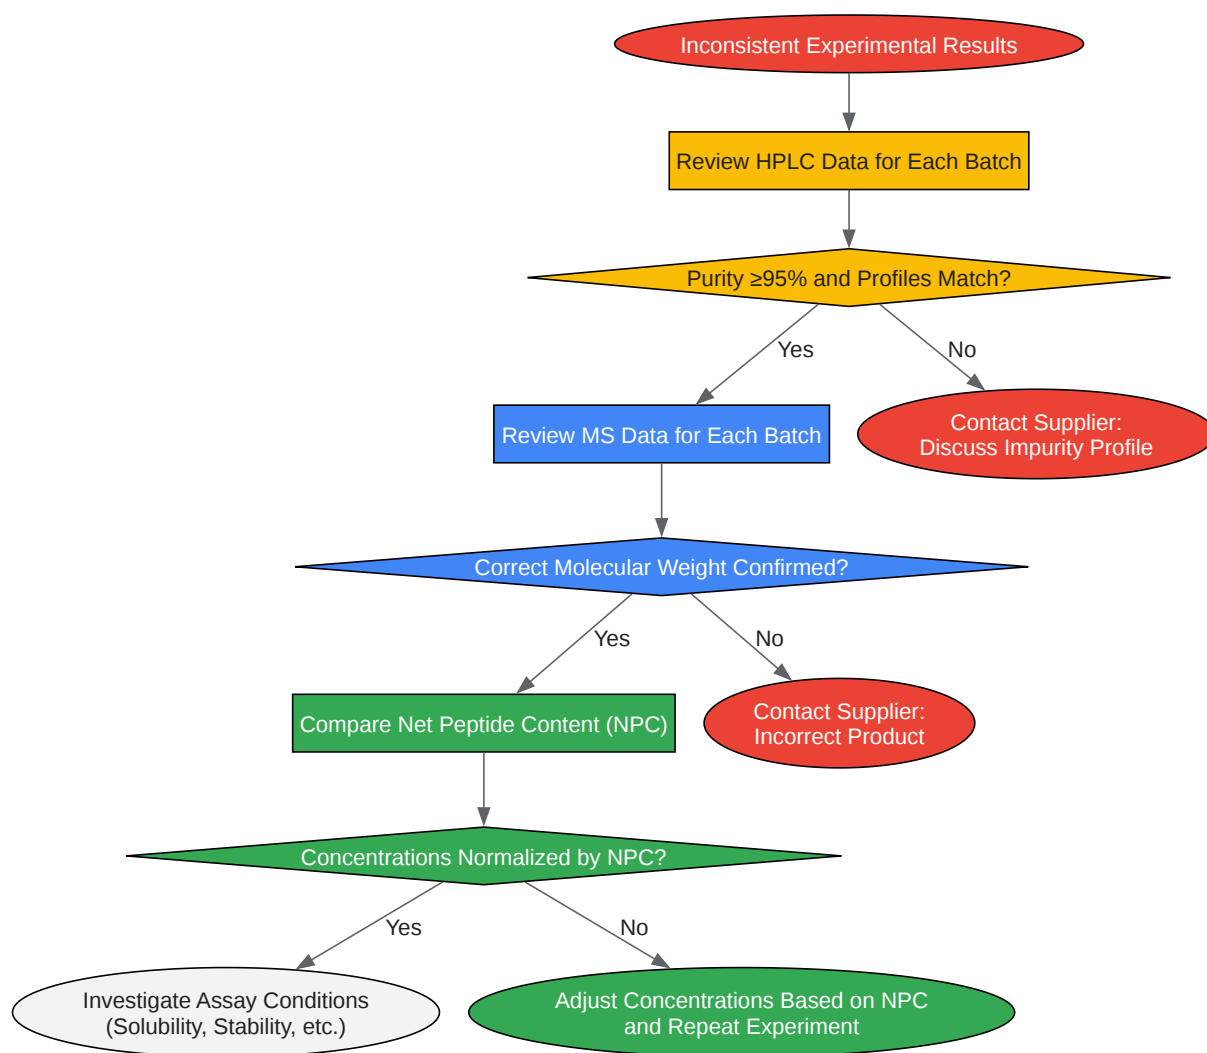 Inconsistent Experimental Results
Review HPLC Data for Each Batch
Purity ≥95% and Profiles Match?
Yes
No
Contact Supplier:
Discuss Impurity Profile
Review MS Data for Each Batch
Correct Molecular Weight Confirmed?
Yes
No
Contact Supplier:
Incorrect Product
Compare Net Peptide Content (NPC)
Concentrations Normalized by NPC?
Yes
No
Investigate Assay Conditions
(Solubility, Stability, etc.)
Adjust Concentrations Based on NPC
and Repeat Experiment